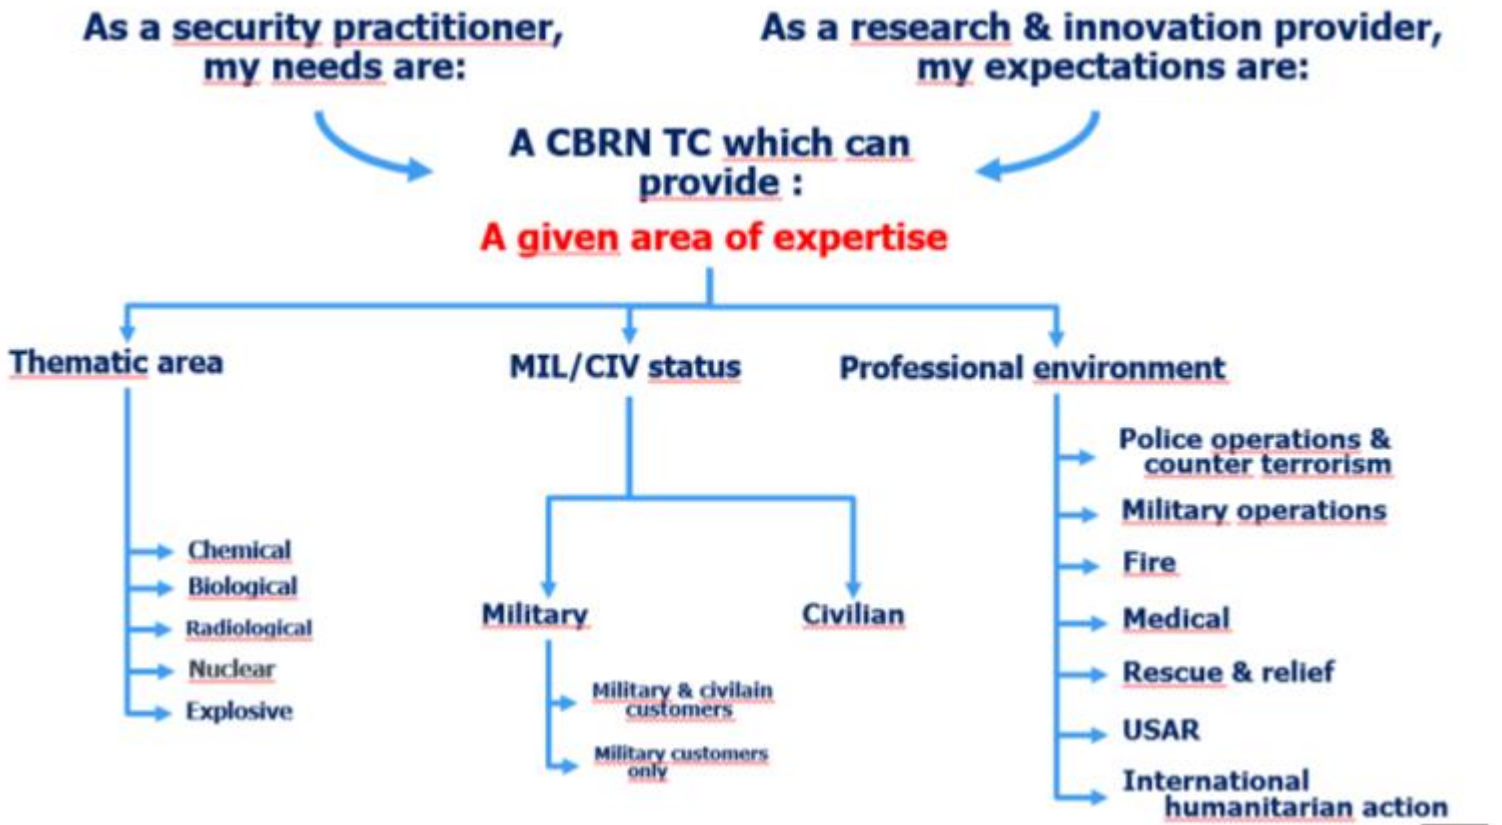 As a security practitioner,
my needs are:
As a research & innovation provider,
my expectations are:
A CBRN TC which can
provide :
A given area of expertise
Thematic area
Chemical
Biological
Radiological
Nuclear
Explosive
MIL/CIV status
Military
Military & civilain
customers
Military customers
only
Civilian
Professional environment
Police operations &
counter terrorism
Military operations
Fire
Medical
Rescue & relief
USAR
International
humanitarian action